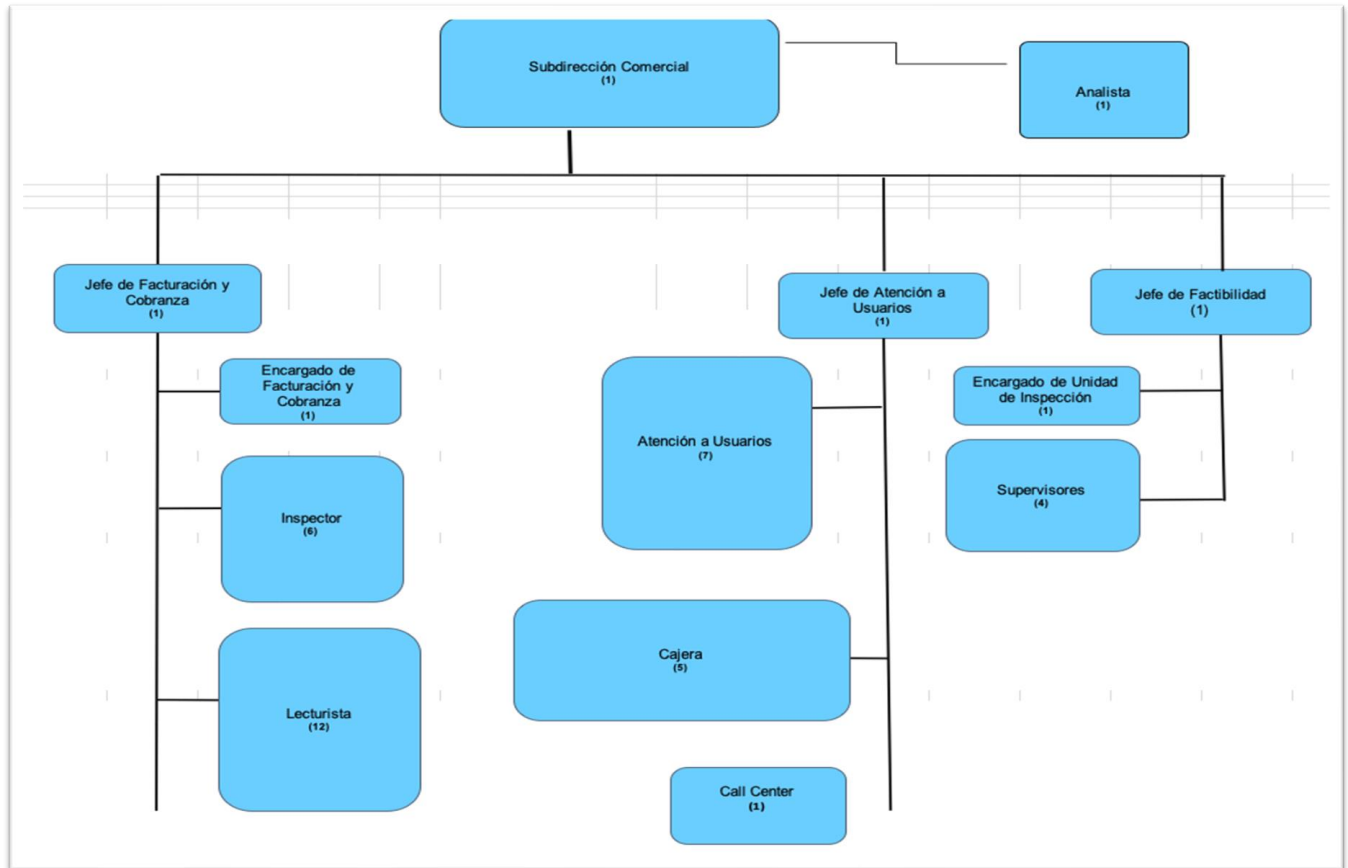 Subdirección Comercial
(1)
Analista
(1)
Jefe de Facturación y
Cobranza
(1)
Jefe de Atención a
Usuarios
(1)
Jefe de Factibilidad
(1)
Encargado de
Facturación y
Cobranza
(1)
Encargado de Unidad
de Inspección
(1)
Atención a Usuarios
(7)
Inspector
(6)
Supervisores
(4)
Cajera
(5)
Lecturista
(12)
Call Center
(1)